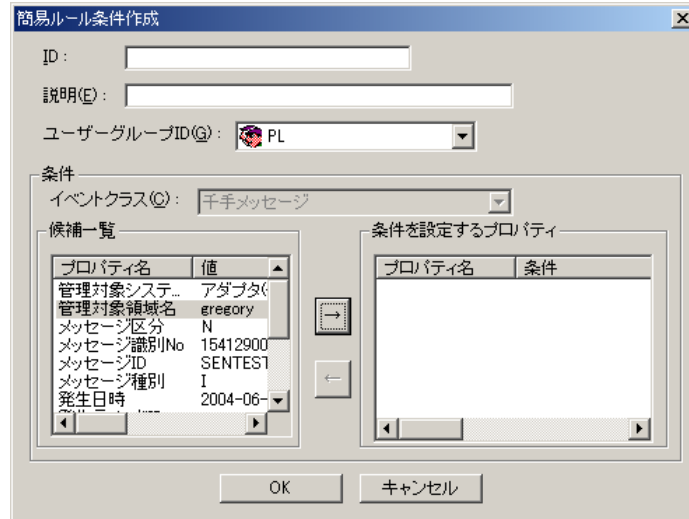 簡易ルール条件作成
ID :
説明(E) :
ユーザーグループID(G) : PL
条件
イベントクラス(C) : 千手メッセージ
候補一覧
プロパティ名 値
管理対象システ... アダプタ(
管理対象領域名 gregory
メッセージ区分 N
メッセージ識別No 15412900
メッセージID SENTEST
メッセージ種別 I
発生日時 2004-06-
→
←
条件を設定するプロパティ
プロパティ名 条件
OK キャンセル